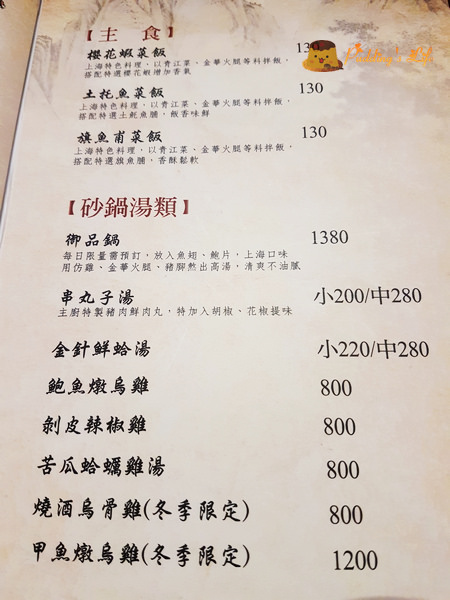 【主 食】
櫻花蝦菜飯 130
上海特色料理，以青江菜、金華火腿等料拌飯，
搭配特選櫻花蝦增加香氣
土托魚菜飯 130
上海特色料理，以青江菜、金華火腿等料拌飯，
搭配特選土魠魚脯，飯香味鮮
旗魚甫菜飯 130
上海特色料理，以青江菜、金華火腿等料拌飯，
搭配特選旗魚脯，香酥鬆軟
【砂鍋湯類】
御品鍋 1380
每日限量需預訂，放入魚翅、鮑片，上海口味
用仿雞、金華火腿、豬腳熬出高湯，清爽不油膩
串丸子湯 小200/中280
主廚特製豬肉鮮肉丸，特加入胡椒、花椒提味
金針鮮蛤湯 小220/中280
鮑魚燉烏雞 800
剝皮辣椒雞 800
苦瓜蛤蠣雞湯 800
燒酒烏骨雞(冬季限定) 800
甲魚燉烏雞(冬季限定) 1200